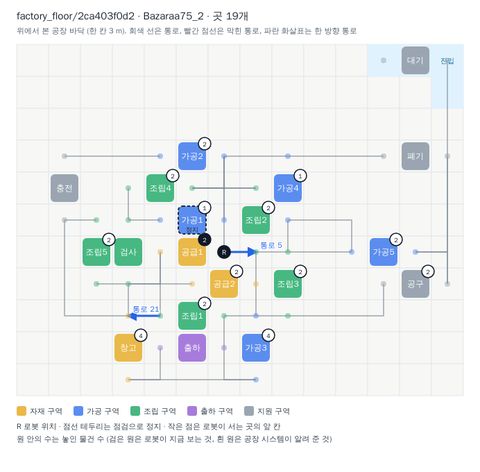 factory_floor/2ca403f0d2 · Bazaraa75_2 · 곳 19개
위에서 본 공장 바닥 (한 칸 3 m). 회색 선은 통로, 빨간 점선은 막힌 통로, 파란 화살표는 한 방향 통로
대기
진입
2
가공2
폐기
충전
2
조립4
1
가공4
1
가공1
정지
2
조립2
2
조립5
검사
2
공급1
R
통로 5
2
가공5
2
공급2
2
조립3
2
공구
통로 21
2
조립1
4
창고
출하
4
가공3
자재 구역
가공 구역
조립 구역
출하 구역
지원 구역
R 로봇 위치 · 점선 테두리는 점검으로 정지 · 작은 점은 로봇이 서는 곳의 앞 칸
원 안의 수는 놓인 물건 수 (검은 원은 로봇이 지금 보는 것, 흰 원은 공장 시스템이 알려 준 것)